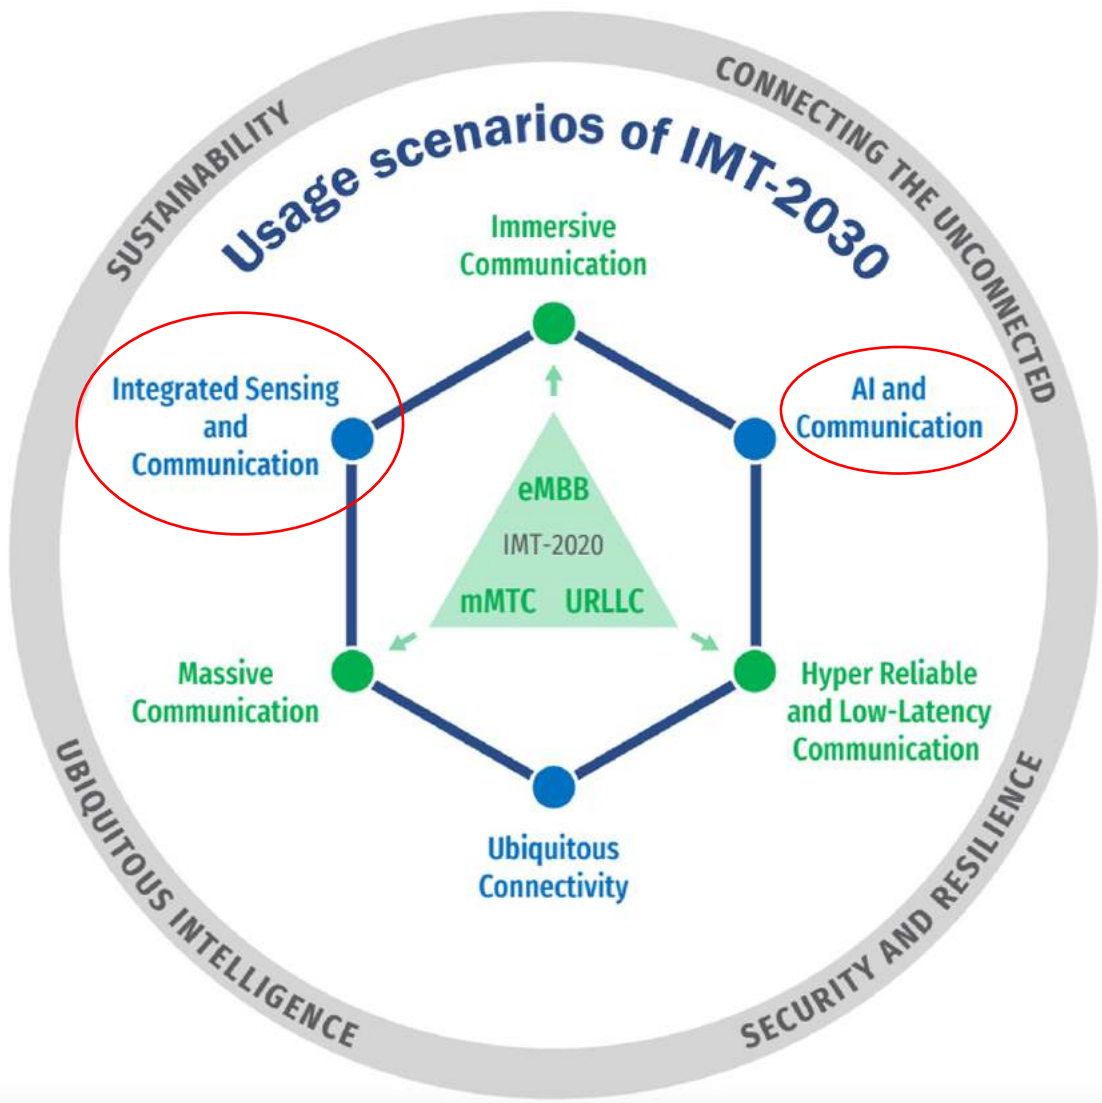 SUSTAINABILITY
CONNECTING THE UNCONNECTED
Usage scenarios of IMT-2030
Immersive
Communication
Integrated Sensing
and
Communication
AI and
Communication
eMBB
IMT-2020
mMTC URLLC
Massive
Communication
Hyper Reliable
and Low-Latency
Communication
Ubiquitous
Connectivity
UBIQUITOUS INTELLIGENCE
SECURITY AND RESILIENCE